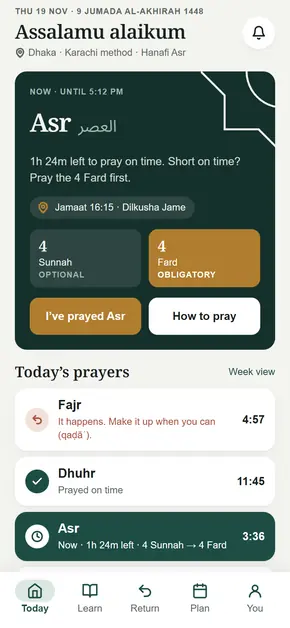 THU 19 NOV · 9 JUMADA AL-AKHIRAH 1448
Assalamu alaikum
Dhaka · Karachi method · Hanafi Asr
NOW · UNTIL 5:12 PM
Asr العصر
1h 24m left to pray on time. Short on time?
Pray the 4 Fard first.
Jamaat 16:15 · Dilkusha Jame
4
Sunnah
OPTIONAL
4
Fard
OBLIGATORY
I've prayed Asr
How to pray
Today's prayers
Week view
Fajr
It happens. Make it up when you can
(qaḍāʾ).
4:57
Dhuhr
Prayed on time
11:45
Asr
Now · 1h 24m left · 4 Sunnah → 4 Fard
3:36
Today
Learn
Return
Plan
You